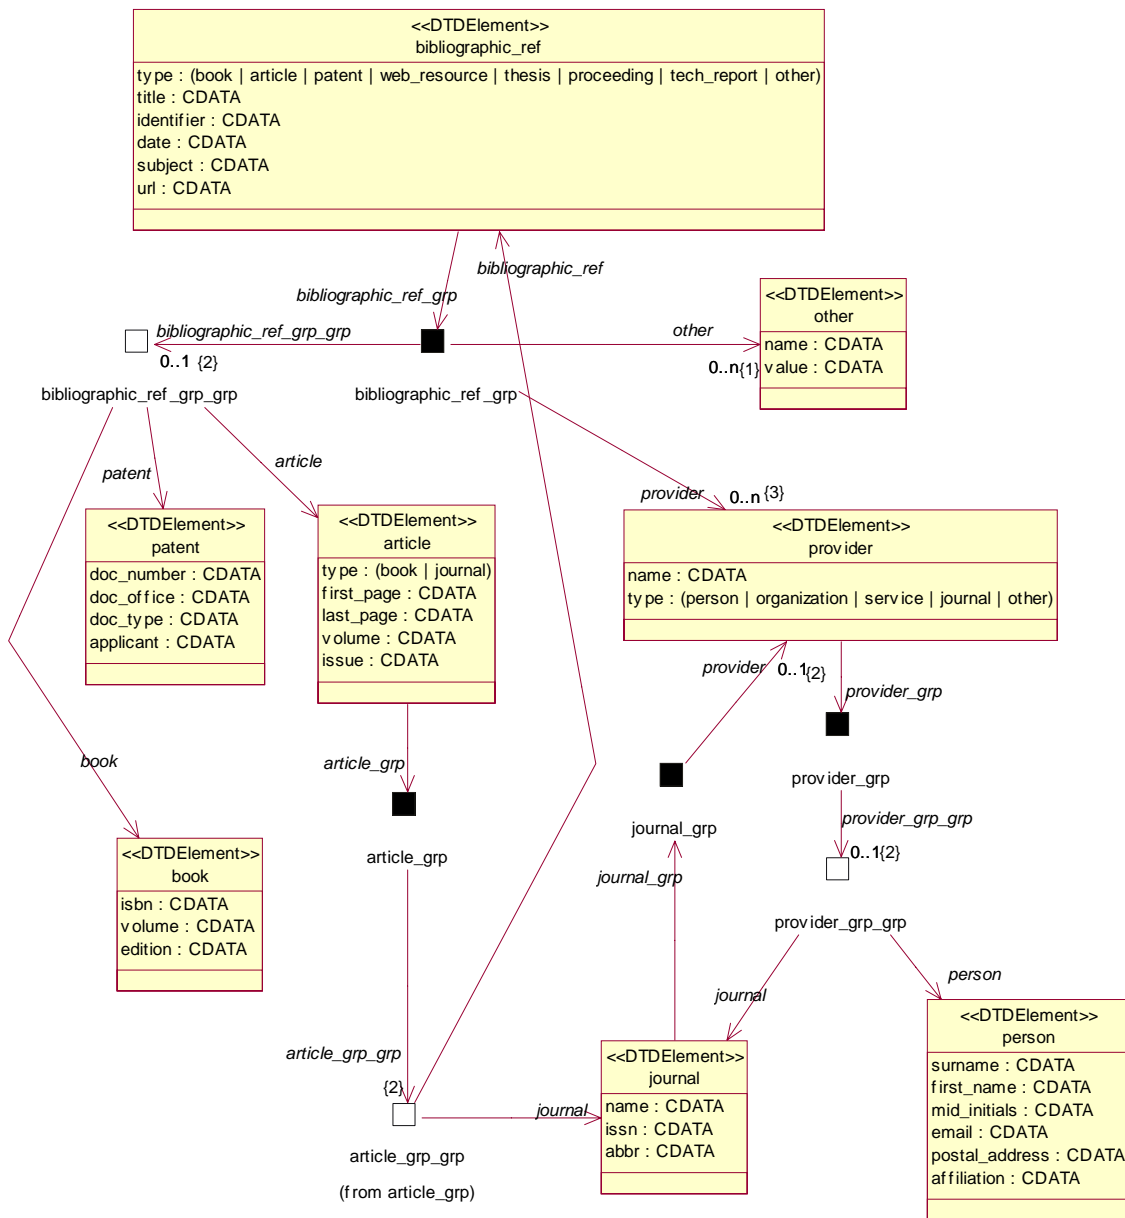 <<DTDElement>>
bibliographic_ref
type : (book | article | patent | web_resource | thesis | proceeding | tech_report | other)
title : CDATA
identifier : CDATA
date : CDATA
subject : CDATA
url : CDATA
bibliographic_ref
bibliographic_ref_grp
bibliographic_ref_grp_grp
0..1 {2}
other
0..n{1}
<<DTDElement>>
other
name : CDATA
value : CDATA
bibliographic_ref_grp_grp
bibliographic_ref_grp
patent
article
provider
0..n {3}
<<DTDElement>>
patent
doc_number : CDATA
doc_office : CDATA
doc_type : CDATA
applicant : CDATA
<<DTDElement>>
article
type : (book | journal)
first_page : CDATA
last_page : CDATA
volume : CDATA
issue : CDATA
<<DTDElement>>
provider
name : CDATA
type : (person | organization | service | journal | other)
provider
0..1{2}
provider_grp
book
article_grp
provider_grp
provider_grp_grp
0..1{2}
journal_grp
journal_grp
article_grp
<<DTDElement>>
book
isbn : CDATA
volume : CDATA
edition : CDATA
provider_grp_grp
journal
person
article_grp_grp
{2}
journal
<<DTDElement>>
journal
name : CDATA
issn : CDATA
abbr : CDATA
<<DTDElement>>
person
surname : CDATA
first_name : CDATA
mid_initials : CDATA
email : CDATA
postal_address : CDATA
affiliation : CDATA
article_grp_grp
(from article_grp)